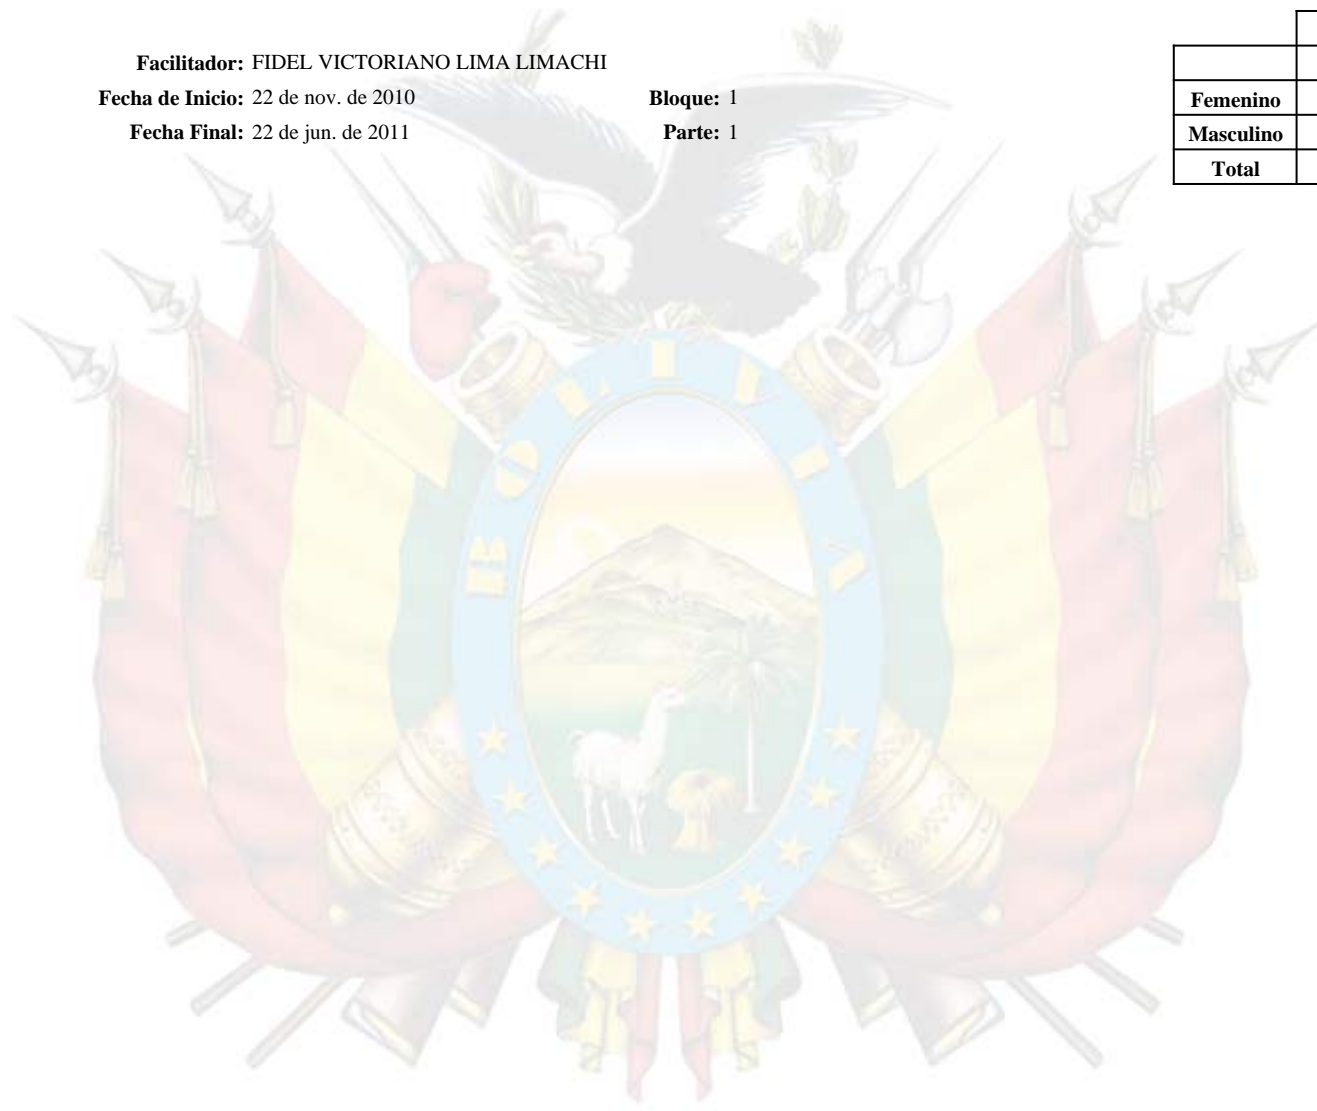 Facilitador: FIDEL VICTORIANO LIMA LIMACHI
Fecha de Inicio: 22 de nov. de 2010 Bloque: 1
Fecha Final: 22 de jun. de 2011 Parte: 1
Femenino
Masculino
Total
BOLIVIA